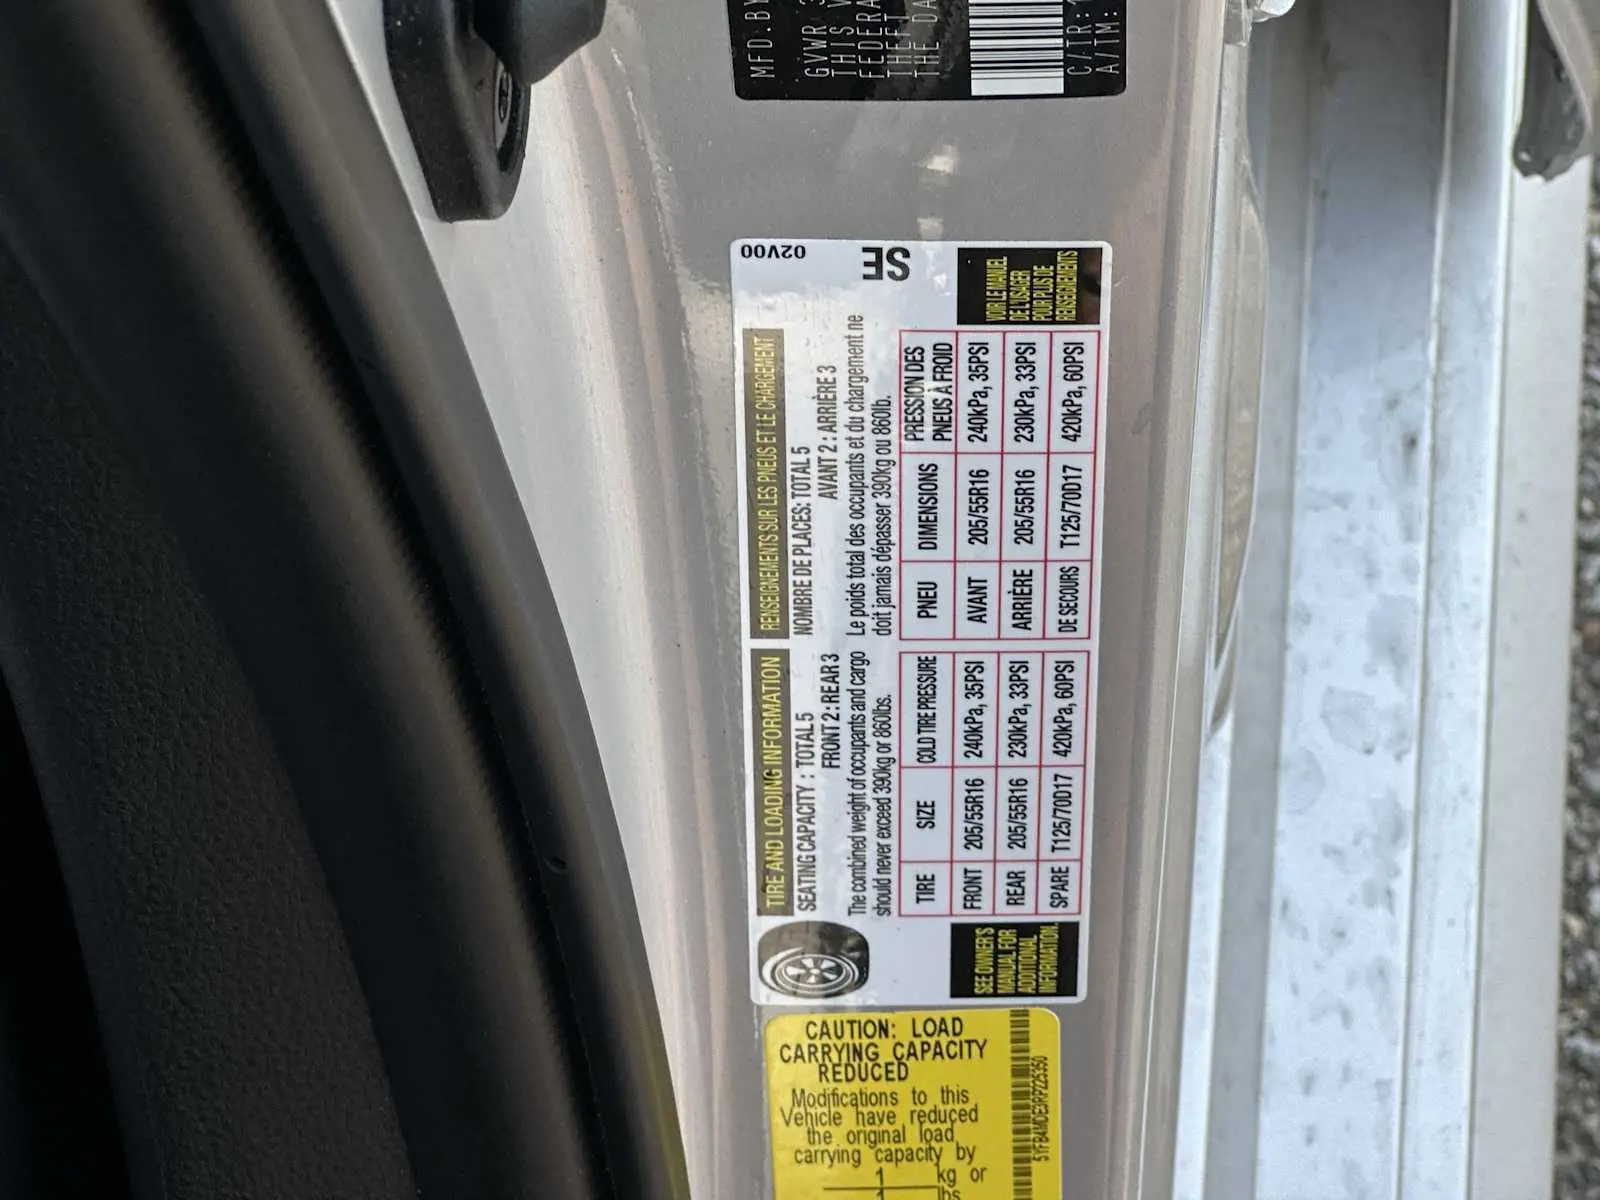 MFD. BY
GVWR
THIS
FEDERA
THEFT
THE DA
C/TR:
A/TM:
02V00
SE
TIRE AND LOADING INFORMATION
SEATING CAPACITY : TOTAL 5
FRONT 2 : REAR 3
The combined weight of occupants and cargo
should never exceed 390kg or 860lbs.
TIRE SIZE COLD TIRE PRESSURE
FRONT 205/55R16 240kPa, 35PSI
REAR 205/55R16 230kPa, 33PSI
SPARE T125/70D17 420kPa, 60PSI
SEE OWNER'S
MANUAL FOR
ADDITIONAL
INFORMATION.
RENSEIGNEMENTS SUR LES PNEUS ET LE CHARGEMENT
NOMBRE DE PLACES: TOTAL 5
AVANT 2 : ARRIÈRE 3
Le poids total des occupants et du chargement ne
doit jamais dépasser 390kg ou 860lb.
PNEU DIMENSIONS PRESSION DES
PNEUS À FROID
AVANT 205/55R16 240kPa, 35PSI
ARRIÈRE 205/55R16 230kPa, 33PSI
DE SECOURS T125/70D17 420kPa, 60PSI
VOIR LE MANUEL
DE L'USAGER
POUR PLUS DE
RENSEIGNEMENTS
CAUTION: LOAD
CARRYING CAPACITY
REDUCED
Modifications to this
Vehicle have reduced
the original load
carrying capacity by
1 kg or
lbs
5YFB4MDE3RP225350